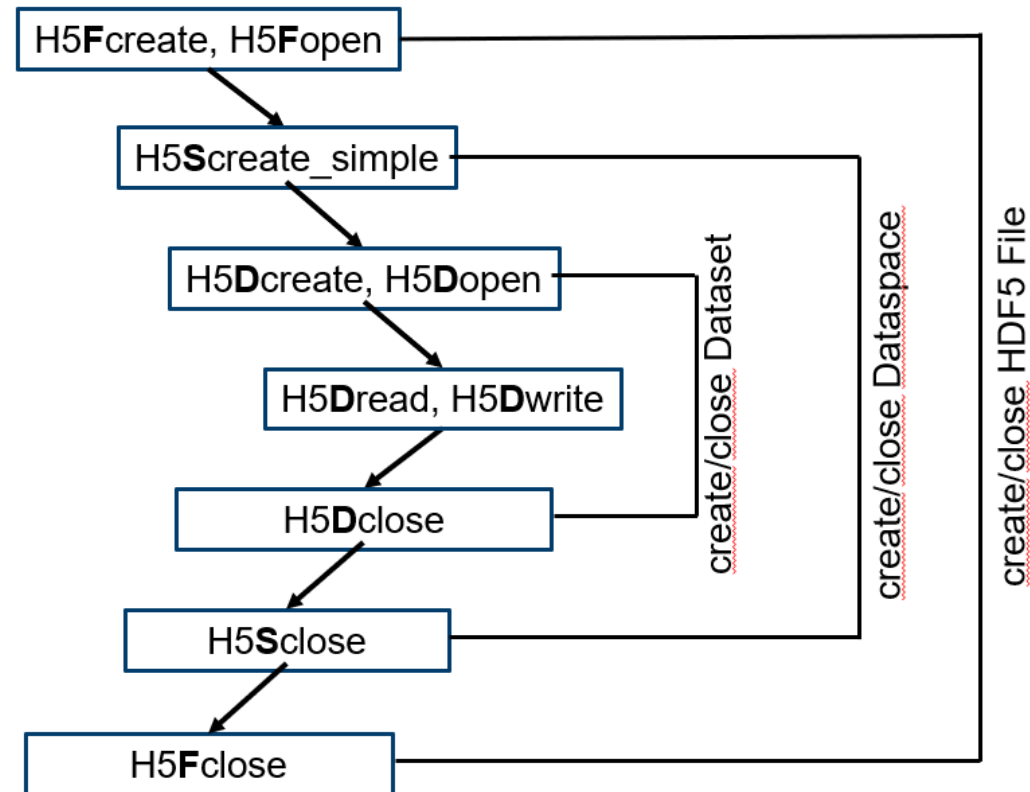 H5Fcreate, H5Fopen
H5Screate_simple
H5Dcreate, H5Dopen
H5Dread, H5Dwrite
H5Dclose
H5Sclose
H5Fclose
create/close Dataset
create/close Dataspace
create/close HDF5 File